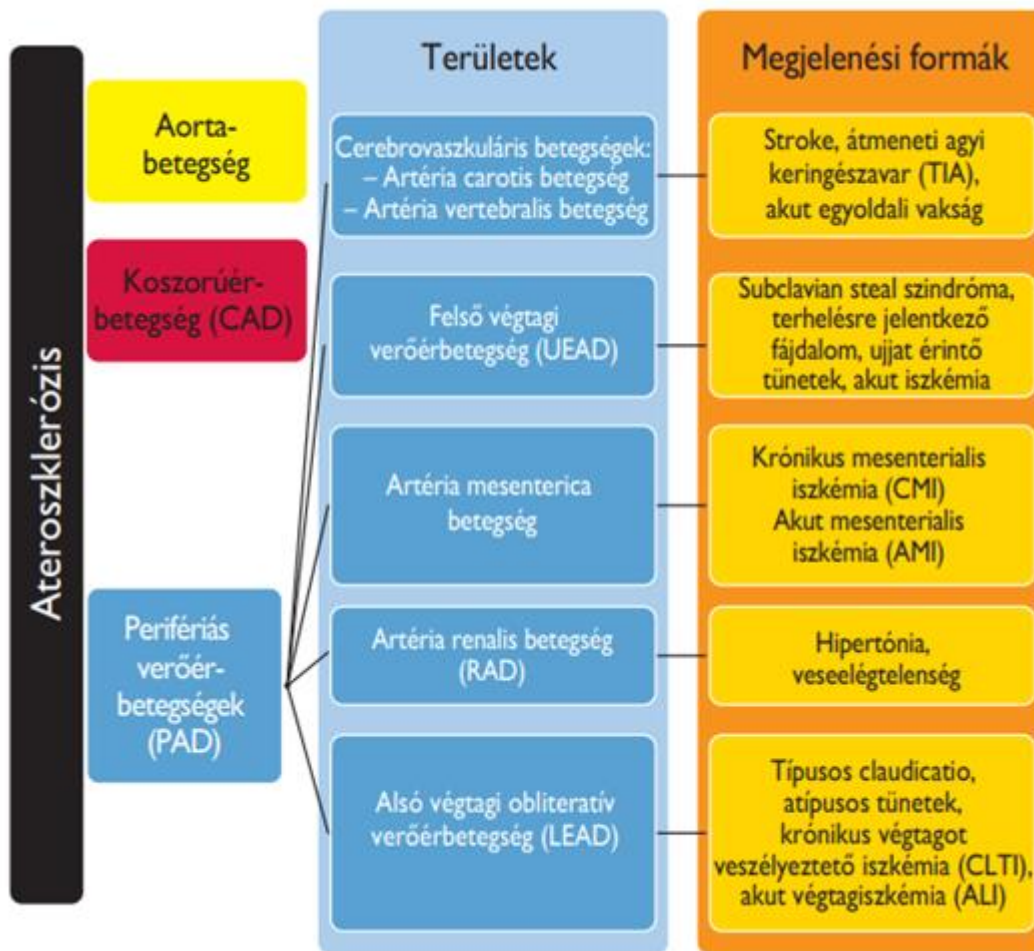 Ateroszklerózis
Aorta-
betegség
Koszorúér-
betegség (CAD)
Perifériás
verőér-
betegségek
(PAD)
Területek
Cerebrovaszkuláris betegségek:
– Artéria carotis betegség
– Artéria vertebralis betegség
Felső végtagi
verőérbetegség (UEAD)
Artéria mesenterica
betegség
Artéria renalis betegség
(RAD)
Alsó végtagi obliteratív
verőérbetegség (LEAD)
Megjelenési formák
Stroke, átmeneti agyi
keringészavar (TIA),
akut egyoldali vakság
Subclavian steal szindróma,
terhelésre jelentkező
fájdalom, ujjat érintő
tünetek, akut iszkémia
Krónikus mesenterialis
iszkémia (CMI)
Akut mesenterialis
iszkémia (AMI)
Hipertónia,
veseelégtelenség
Típusos claudicatio,
atípusos tünetek,
krónikus végtagot
veszélyeztető iszkémia (CLTI),
akut végtagiszkémia (ALI)